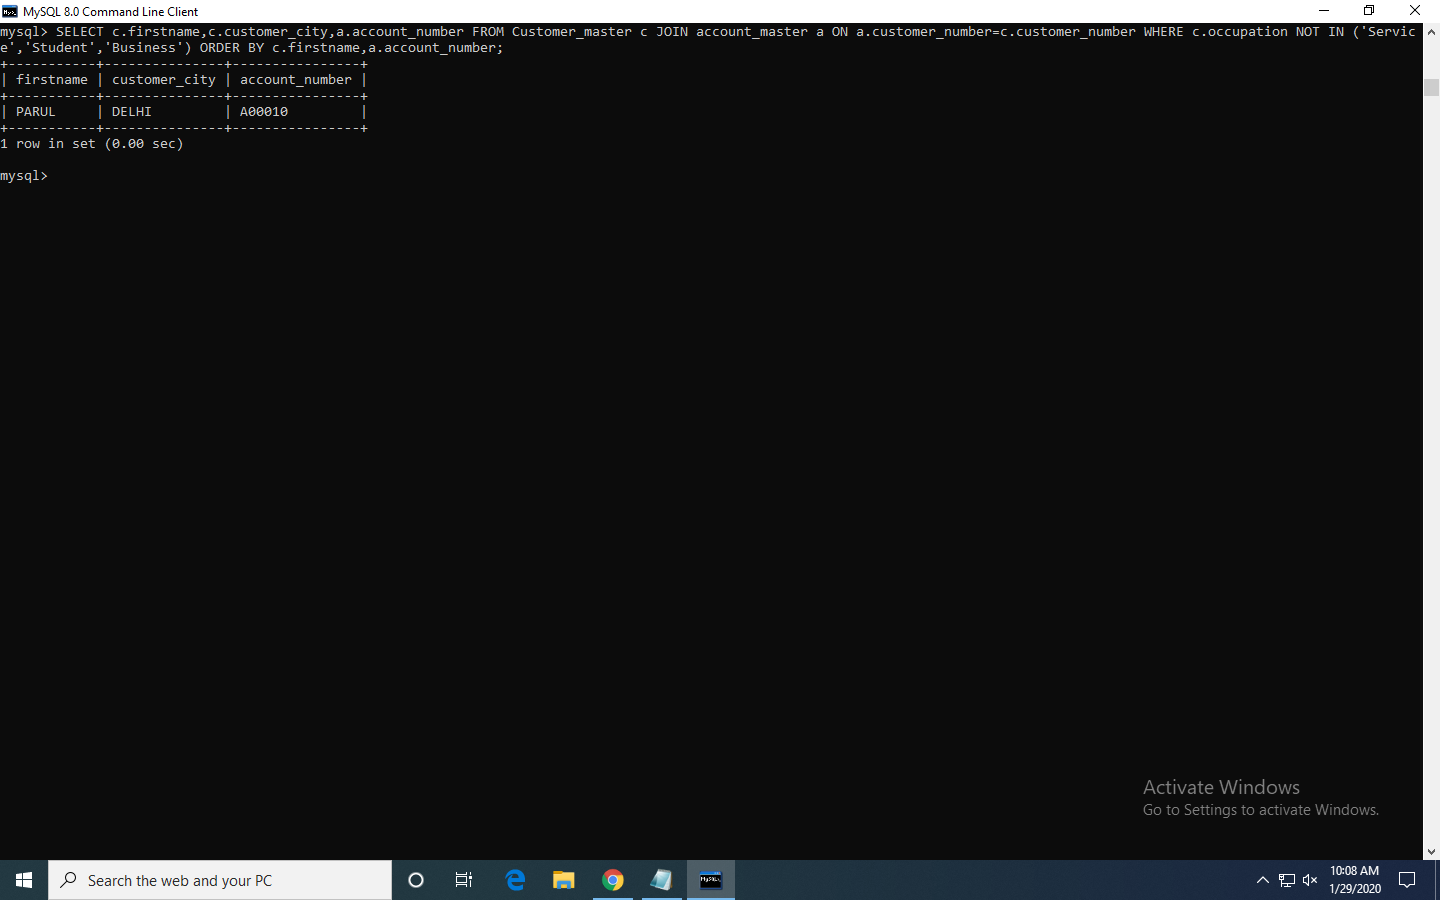 MySQL 8.0 Command Line Client
mysql> SELECT c.firstname,c.customer_city,a.account_number FROM Customer_master c JOIN account_master a ON a.customer_number=c.customer_number WHERE c.occupation NOT IN ('Servic
e','Student','Business') ORDER BY c.firstname,a.account_number;
+-----------+---------------+----------------+
| firstname | customer_city | account_number |
+-----------+---------------+----------------+
| PARUL     | DELHI         | A00010         |
+-----------+---------------+----------------+
1 row in set (0.00 sec)
mysql>
Activate Windows
Go to Settings to activate Windows.
Search the web and your PC
10:08 AM
1/29/2020